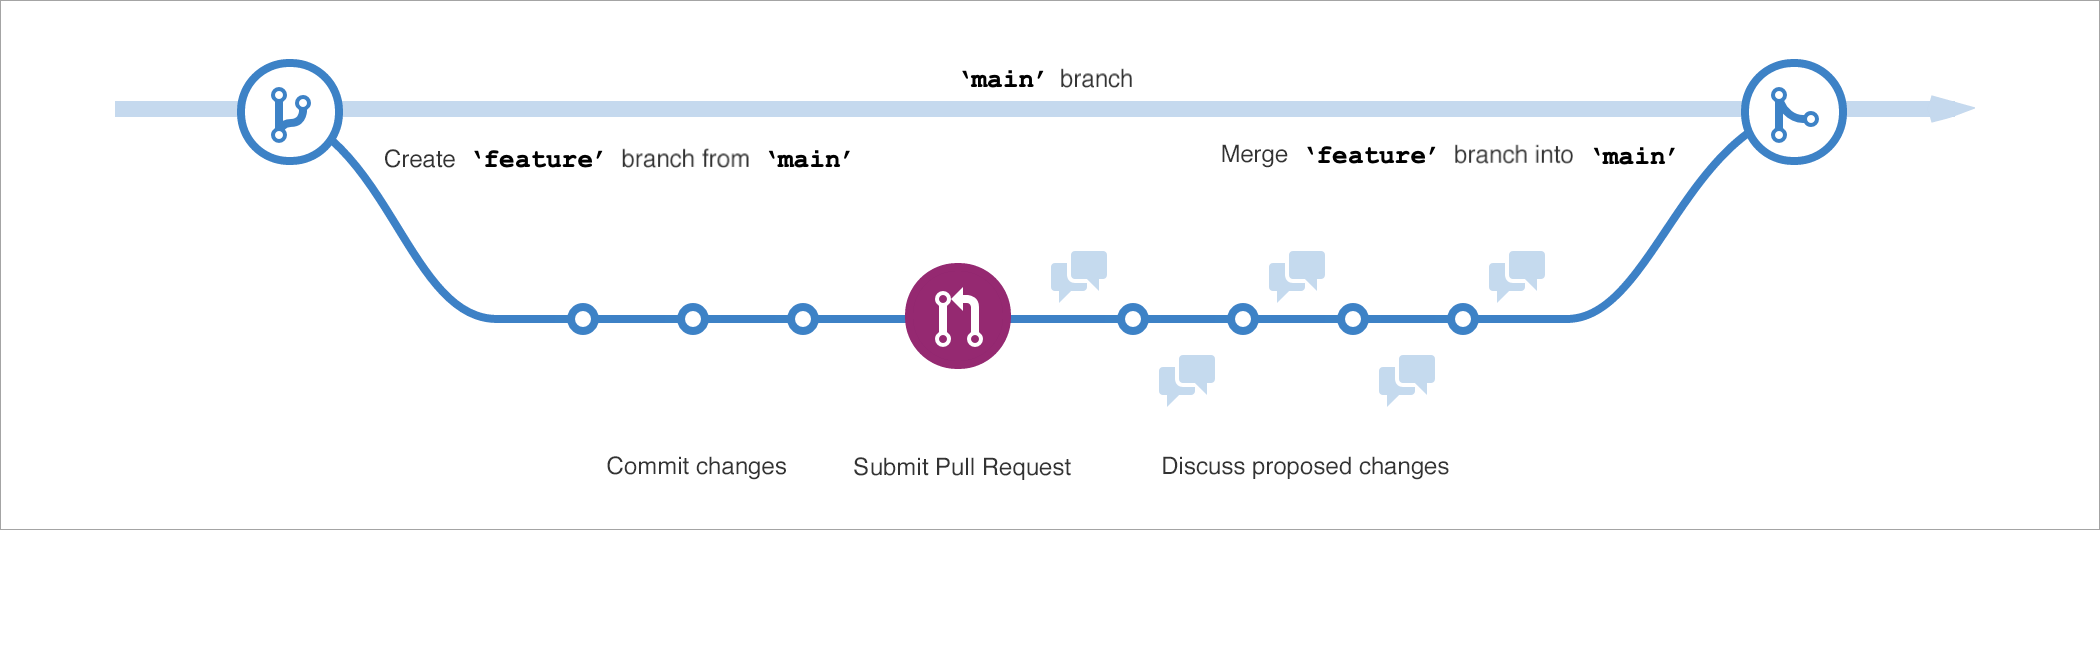 ‘main’ branch
Create ‘feature’ branch from ‘main’
Merge ‘feature’ branch into ‘main’
Commit changes
Submit Pull Request
Discuss proposed changes